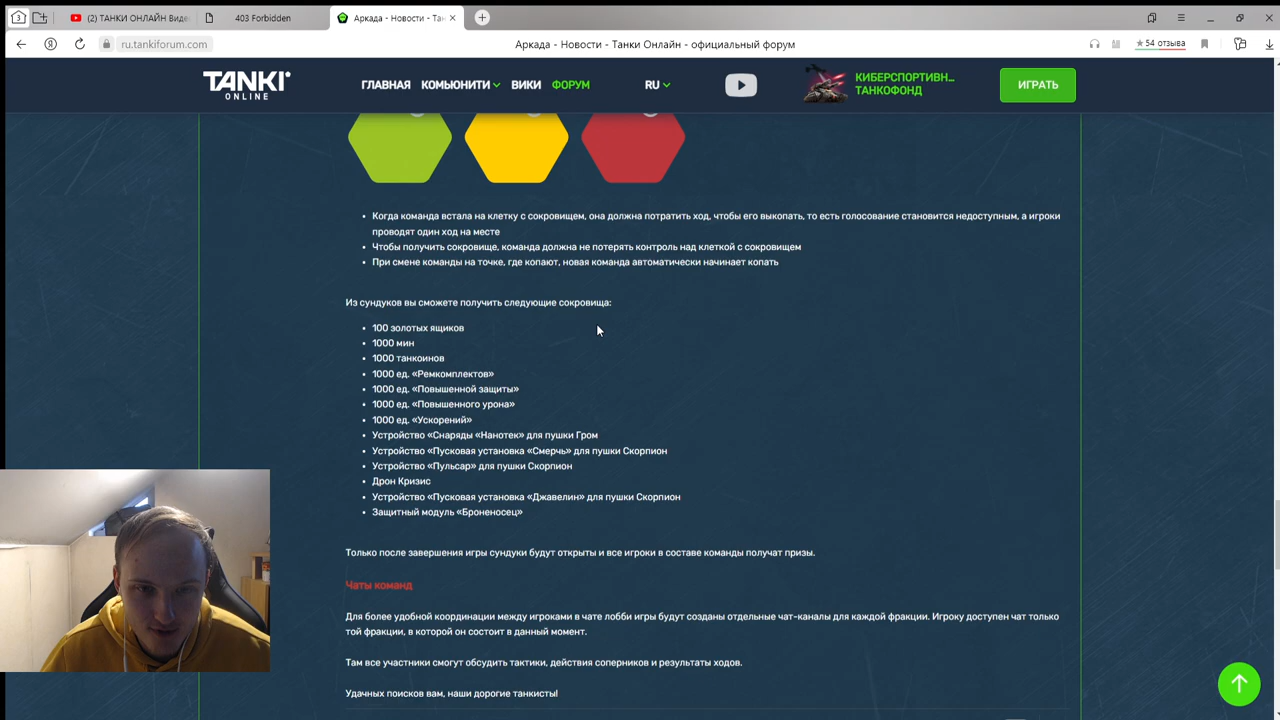 3
(2) ТАНКИ ОНЛАЙН Виде
403 Forbidden
Аркада - Новости - Тан
ru.tankiforum.com
Аркада - Новости - Танки Онлайн - официальный форум
★ 54 отзыва
TANKI
ONLINE
ГЛАВНАЯ
КОМЬЮНИТИ
ВИКИ
ФОРУМ
RU
КИБЕРСПОРТИВН...
ТАНКОФОНД
ИГРАТЬ
• Когда команда встала на клетку с сокровищем, она должна потратить ход, чтобы его выкопать, то есть голосование становится недоступным, а игроки
проводят один ход на месте
• Чтобы получить сокровище, команда должна не потерять контроль над клеткой с сокровищем
• При смене команды на точке, где копают, новая команда автоматически начинает копать
Из сундуков вы сможете получить следующие сокровища:
• 100 золотых ящиков
• 1000 мин
• 1000 танкоинов
• 1000 ед. «Ремкомплектов»
• 1000 ед. «Повышенной защиты»
• 1000 ед. «Повышенного урона»
• 1000 ед. «Ускорений»
• Устройство «Снаряды «Нанотек» для пушки Гром
• Устройство «Пусковая установка «Смерчь» для пушки Скорпион
• Устройство «Пульсар» для пушки Скорпион
• Дрон Кризис
• Устройство «Пусковая установка «Джавелин» для пушки Скорпион
• Защитный модуль «Броненосец»
Только после завершения игры сундуки будут открыты и все игроки в составе команды получат призы.
Чаты команд
Для более удобной координации между игроками в чате лобби игры будут созданы отдельные чат-каналы для каждой фракции. Игроку доступен чат только
той фракции, в которой он состоит в данный момент.
Там все участники смогут обсудить тактики, действия соперников и результаты ходов.
Удачных поисков вам, наши дорогие танкисты!